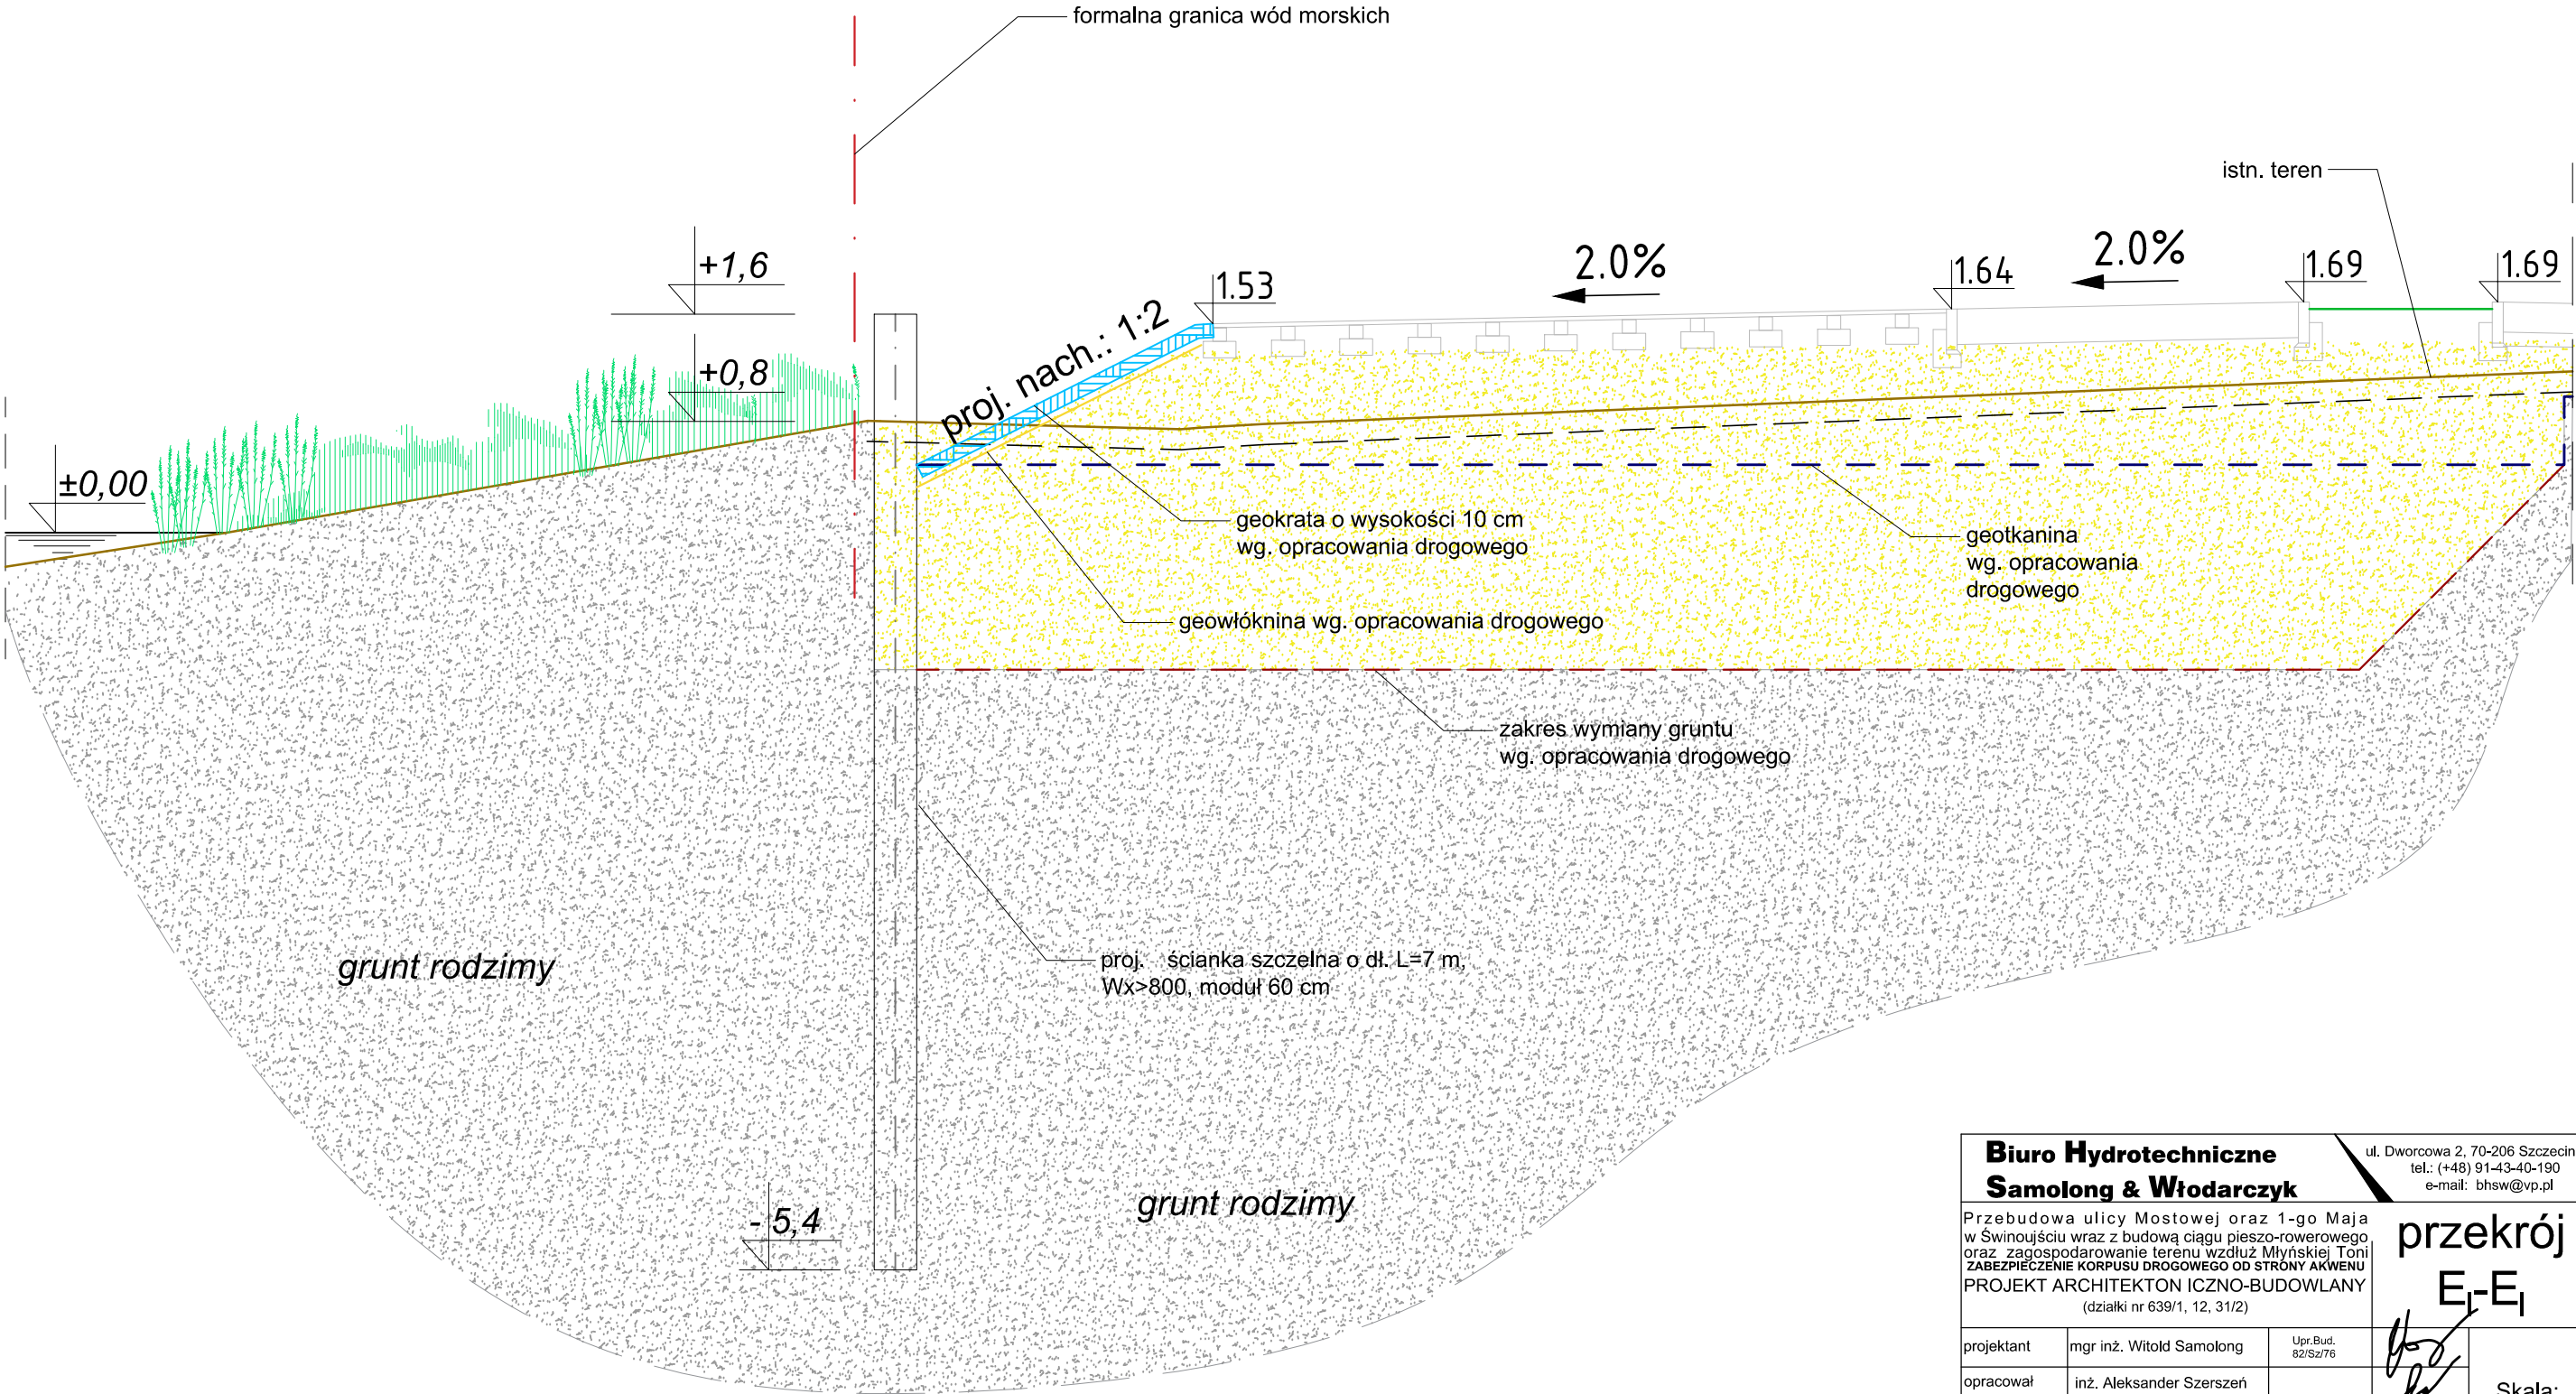 formalna granica wód morskich
istn. teren
+1,6
+0,8
±0,00
proj. nach.: 1:2
1.53
2.0%
1.64
2.0%
1.69
1.69
geokrata o wysokości 10 cm
wg. opracowania drogowego
geotkanina
wg. opracowania
drogowego
geowłóknina wg. opracowania drogowego
zakres wymiany gruntu
wg. opracowania drogowego
grunt rodzimy
proj. ścianka szczelna o dł. L=7 m,
Wx>800, moduł 60 cm
- 5,4
grunt rodzimy
Biuro Hydrotechniczne
Samolong & Włodarczyk
ul. Dworcowa 2, 70-206 Szczecin
tel.: (+48) 91-43-40-190
e-mail: bhsw@vp.pl
Przebudowa ulicy Mostowej oraz 1-go Maja
w Świnoujściu wraz z budową ciągu pieszo-rowerowego
oraz zagospodarowanie terenu wzdłuż Młyńskiej Toni
ZABEZPIECZENIE KORPUSU DROGOWEGO OD STRONY AKWENU
PROJEKT ARCHITEKTON ICZNO-BUDOWLANY
(działki nr 639/1, 12, 31/2)
przekrój
E|-E|
projektant mgr inż. Witold Samolong Upr.Bud.
82/Sz/76
opracował inż. Aleksander Szerszeń
Skala: